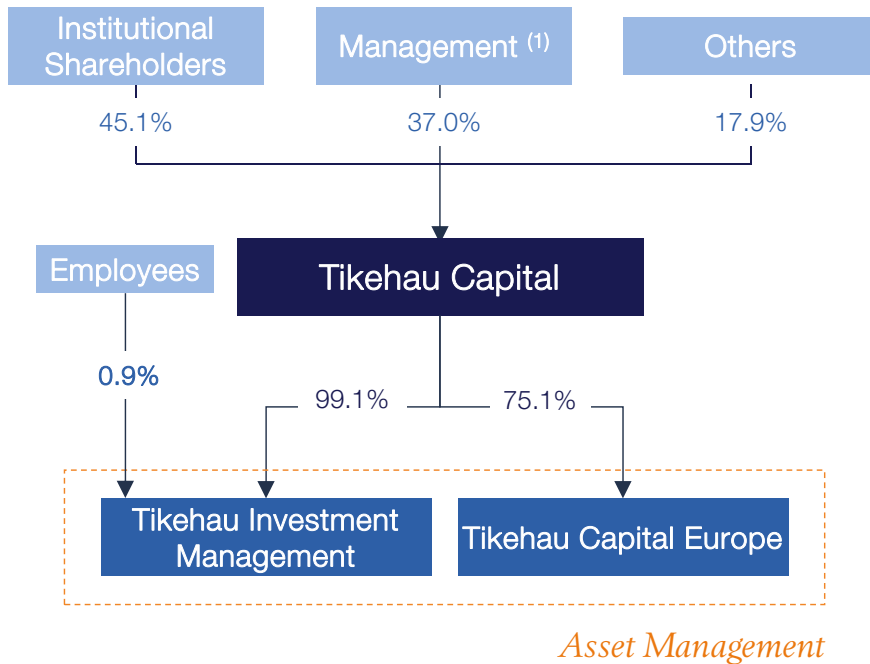 Institutional
Shareholders
Management (1)
Others
45.1%
37.0%
17.9%
Employees
Tikehau Capital
0.9%
99.1%
75.1%
Tikehau Investment
Management
Tikehau Capital Europe
Asset Management